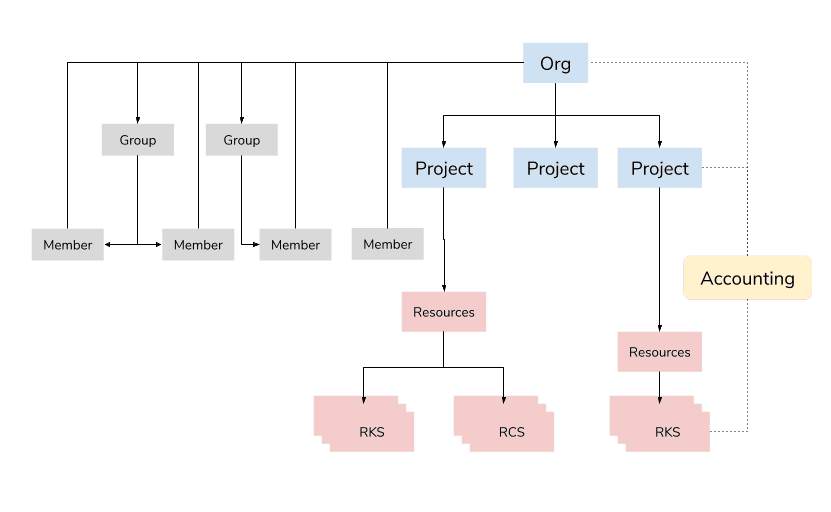 Org
Group
Group
Project
Project
Project
Member
Member
Member
Member
Accounting
Resources
Resources
RKS
RCS
RKS